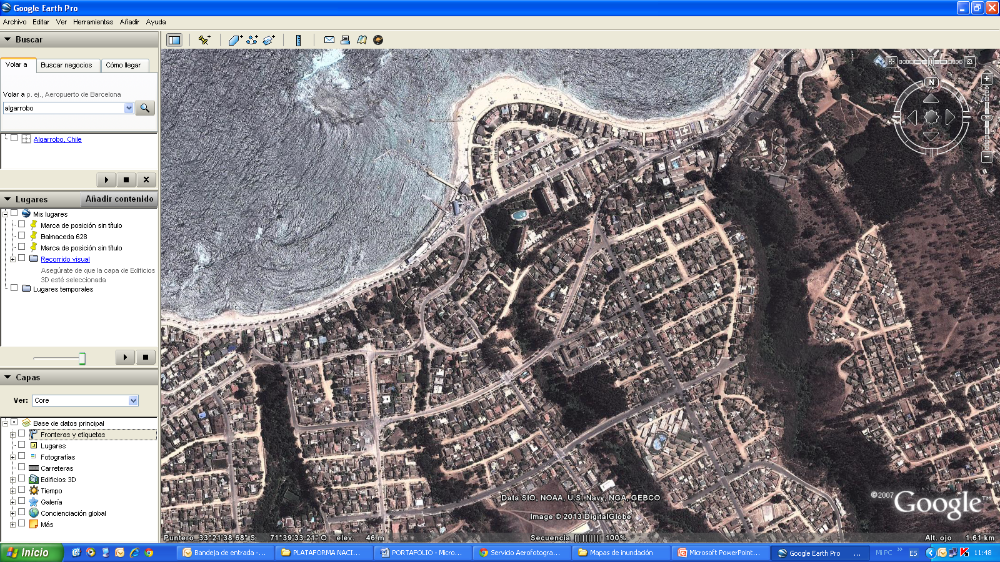 Google Earth Pro
Archivo Editar Ver Herramientas Añadir Ayuda
Buscar
Volar a Buscar negocios Cómo llegar
Volar a p. ej., Aeropuerto de Barcelona
algarrobo
Algarrobo, Chile
Lugares Añadir contenido
Mis lugares
Marca de posición sin título
Balmaceda 628
Marca de posición sin título
Recorrido visual
Asegúrate de que la capa de Edificios
3D esté seleccionada
Lugares temporales
Capas
Ver: Core
Base de datos principal
Fronteras y etiquetas
Lugares
Fotografías
Carreteras
Edificios 3D
Tiempo
Galería
Concienciación global
Más
N
Data SIO, NOAA, U.S. Navy, NGA, GEBCO
Image © 2013 DigitalGlobe
©2007 Google™
Puntero 33°21'38.68" S 71°39'33.21" O elev. 46 m Secuencia |||||||||| 100% Alt. ojo 1.61 km
Inicio Bandeja de entrada -... PLATAFORMA NACI... PORTAFOLIO - Micro... Servicio Aerofotogra... Mapas de inundación Microsoft PowerPoint... Google Earth Pro ... Mi PC » ES 11:48